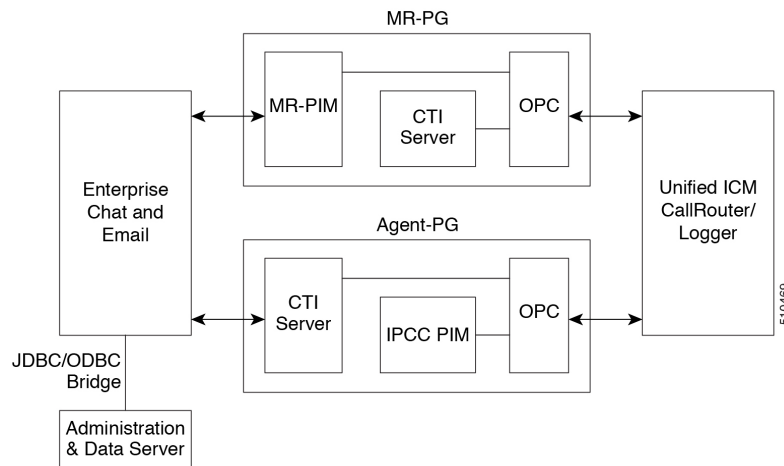 MR-PG
MR-PIM
CTI
Server
OPC
Enterprise
Chat and
Email
Unified ICM
CallRouter/
Logger
Agent-PG
CTI
Server
IPCC PIM
OPC
JDBC/ODBC
Bridge
Administration
& Data Server